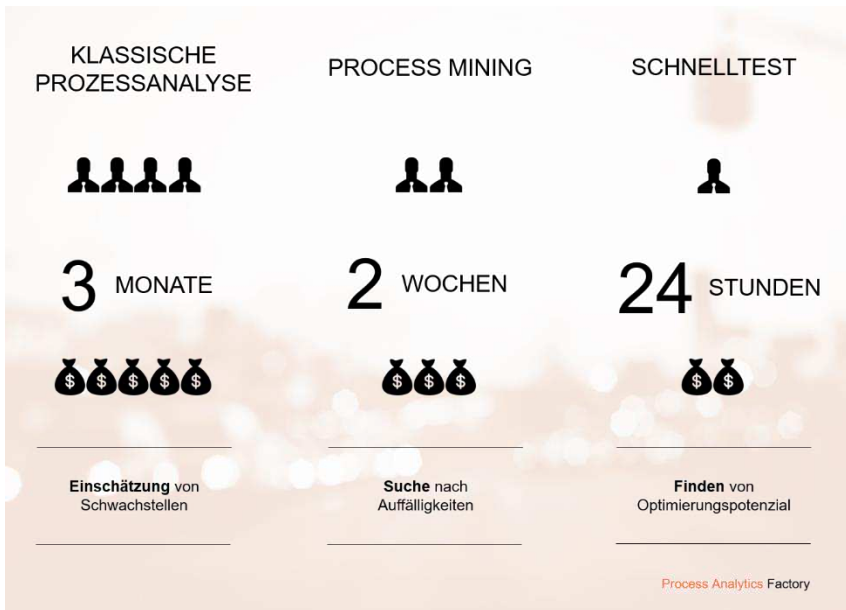 KLASSISCHE
PROZESSANALYSE
3 MONATE
Einschätzung von
Schwachstellen
PROCESS MINING
2 WOCHEN
Suche nach
Auffälligkeiten
SCHNELLTEST
24 STUNDEN
Finden von
Optimierungspotenzial
Process Analytics Factory